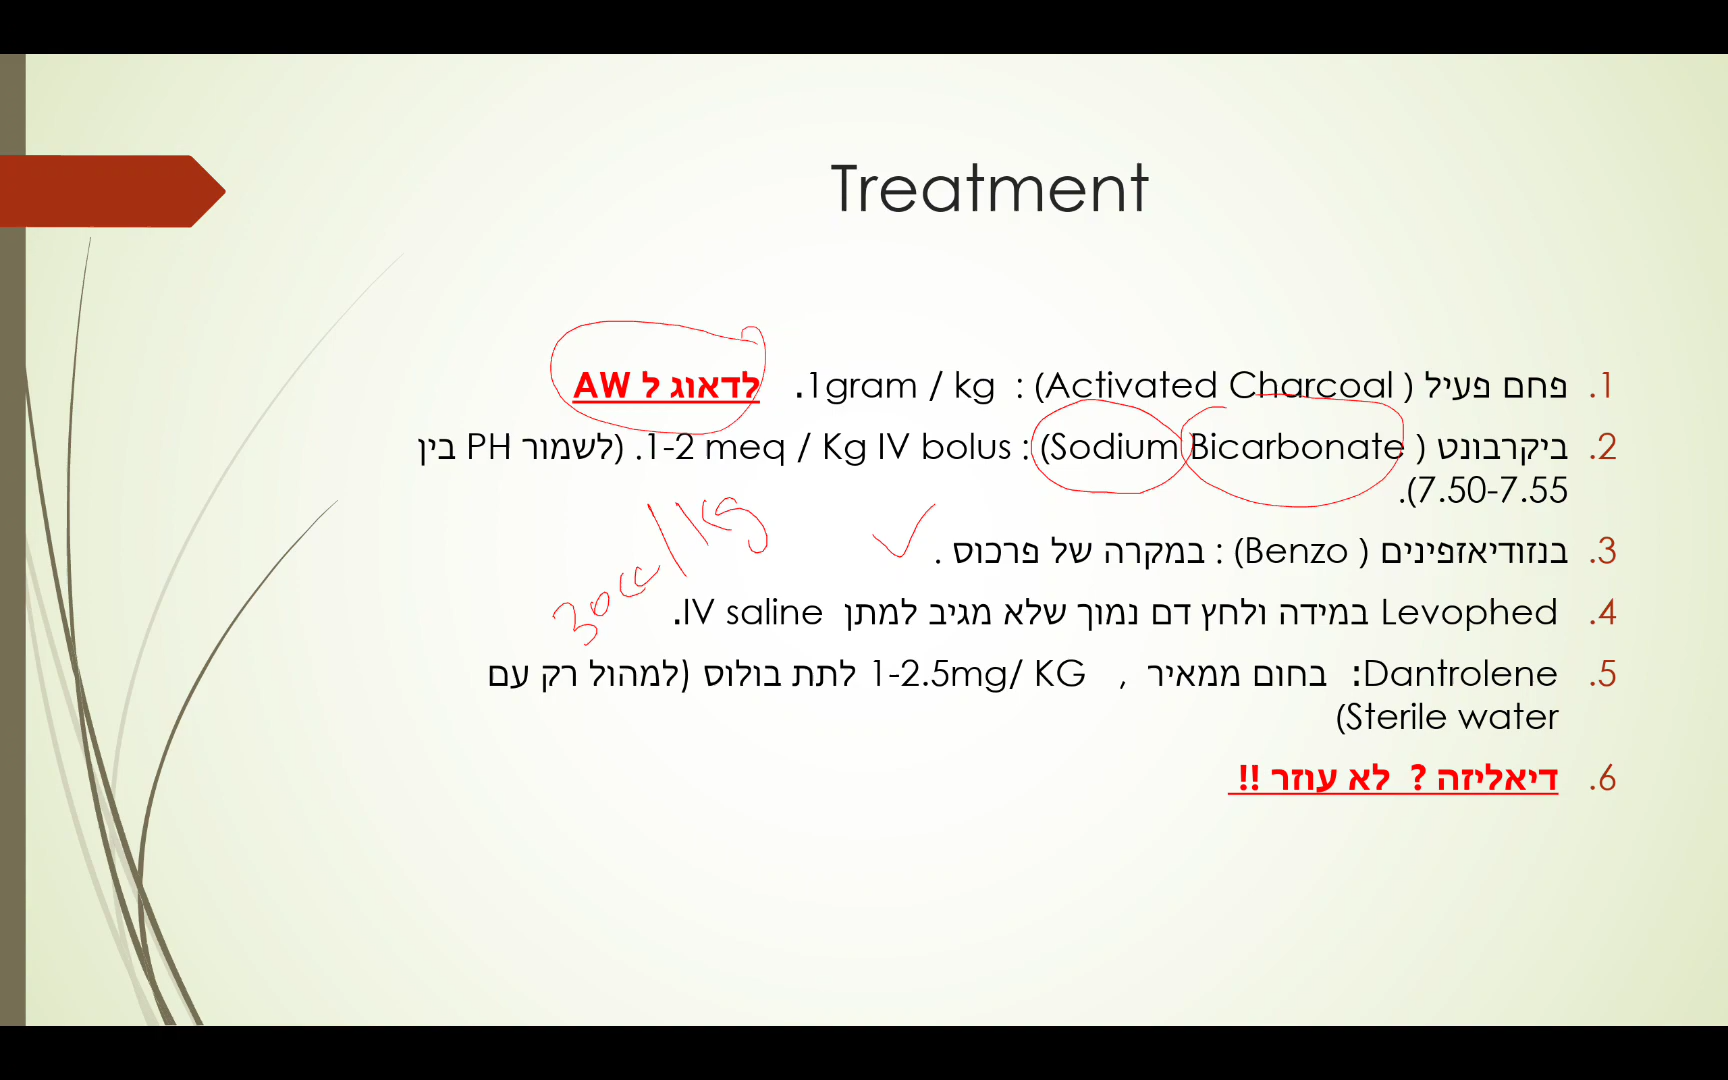 Treatment
1. פחם פעיל ( Activated Charcoal) : 1gram / kg. לדאוג ל AW
2. ביקרבונט ( Sodium Bicarbonate) : 1-2 meq / Kg IV bolus. (לשמור PH בין
7.50-7.55).
3. בנזודיאזפינים ( Benzo) : במקרה של פרכוס .
4. Levophed במידה ולחץ דם נמוך שלא מגיב למתן IV saline.
5. Dantrolene: בחום ממאיר , 1-2.5mg/ KG לתת בולוס (למהול רק עם
Sterile water)
6. דיאליזה ? לא עוזר !!
30cc/kg